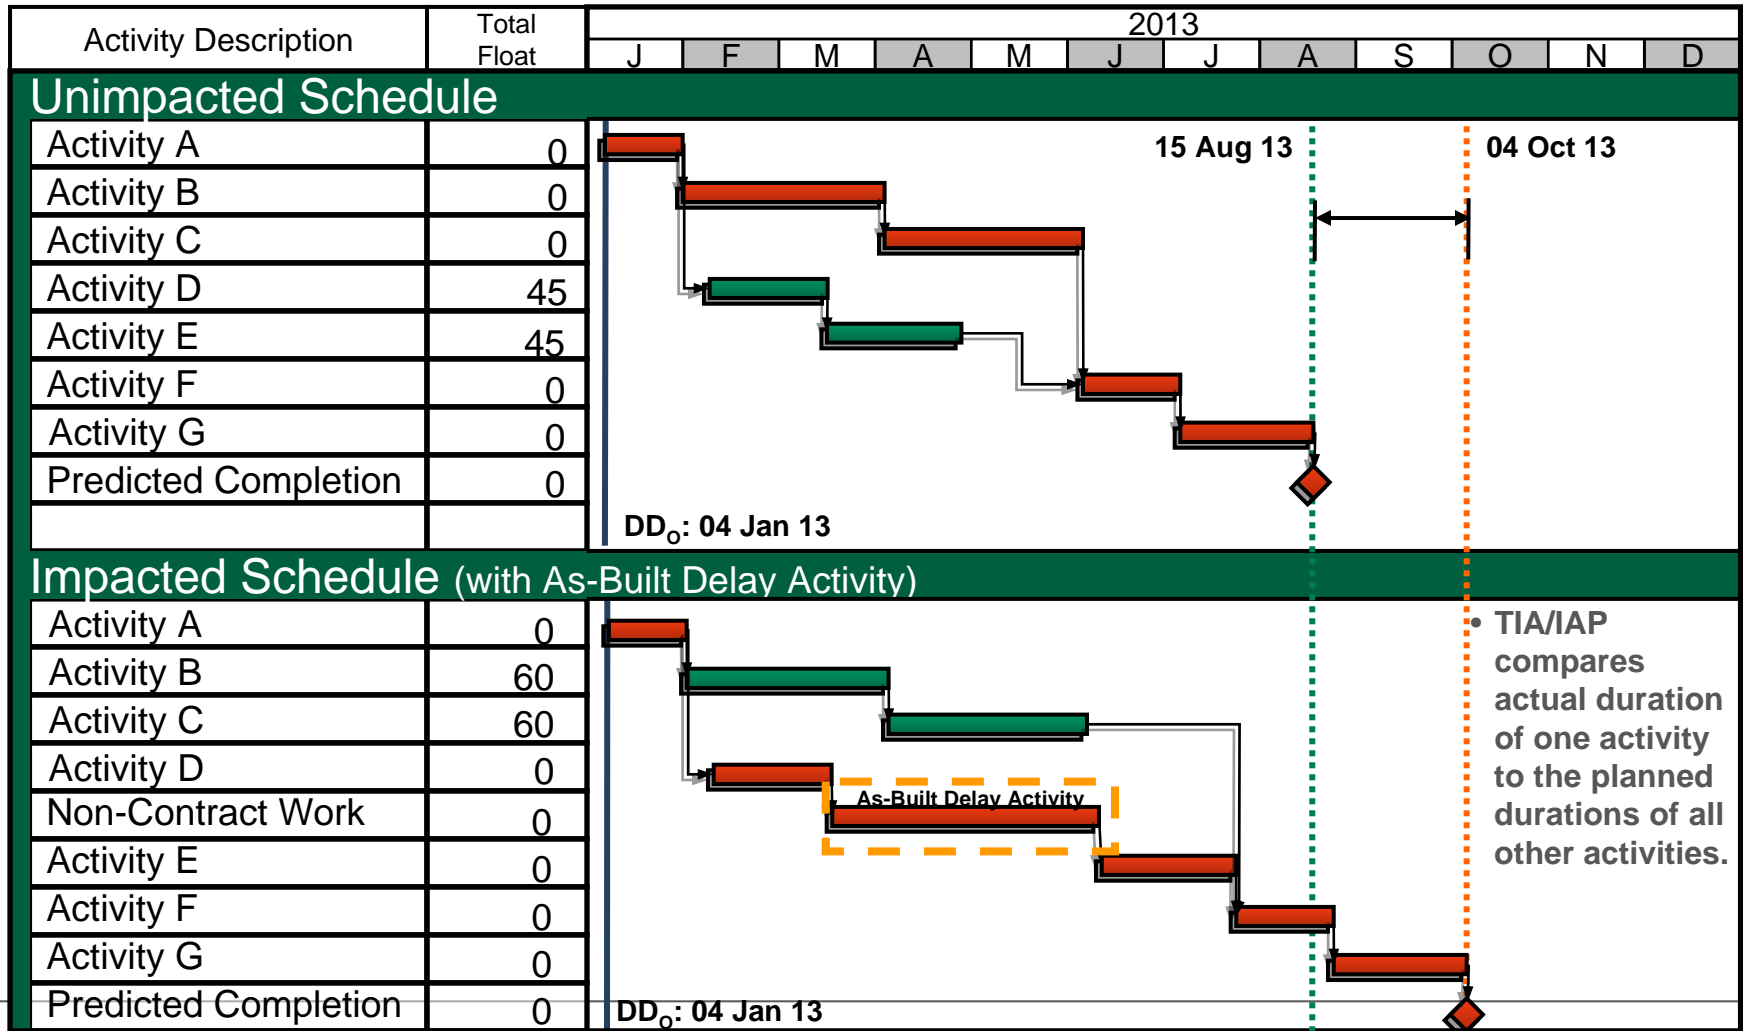 Activity Description
Total
Float
2013
J F M A M J J A S O N D
Unimpacted Schedule
Activity A 0
15 Aug 13
04 Oct 13
Activity B 0
Activity C 0
Activity D 45
Activity E 45
Activity F 0
Activity G 0
Predicted Completion 0
DDO: 04 Jan 13
Impacted Schedule (with As-Built Delay Activity)
Activity A 0
Activity B 60
Activity C 60
Activity D 0
As-Built Delay Activity
Non-Contract Work 0
Activity E 0
Activity F 0
Activity G 0
Predicted Completion 0
DDO: 04 Jan 13
• TIA/IAP
compares
actual duration
of one activity
to the planned
durations of all
other activities.